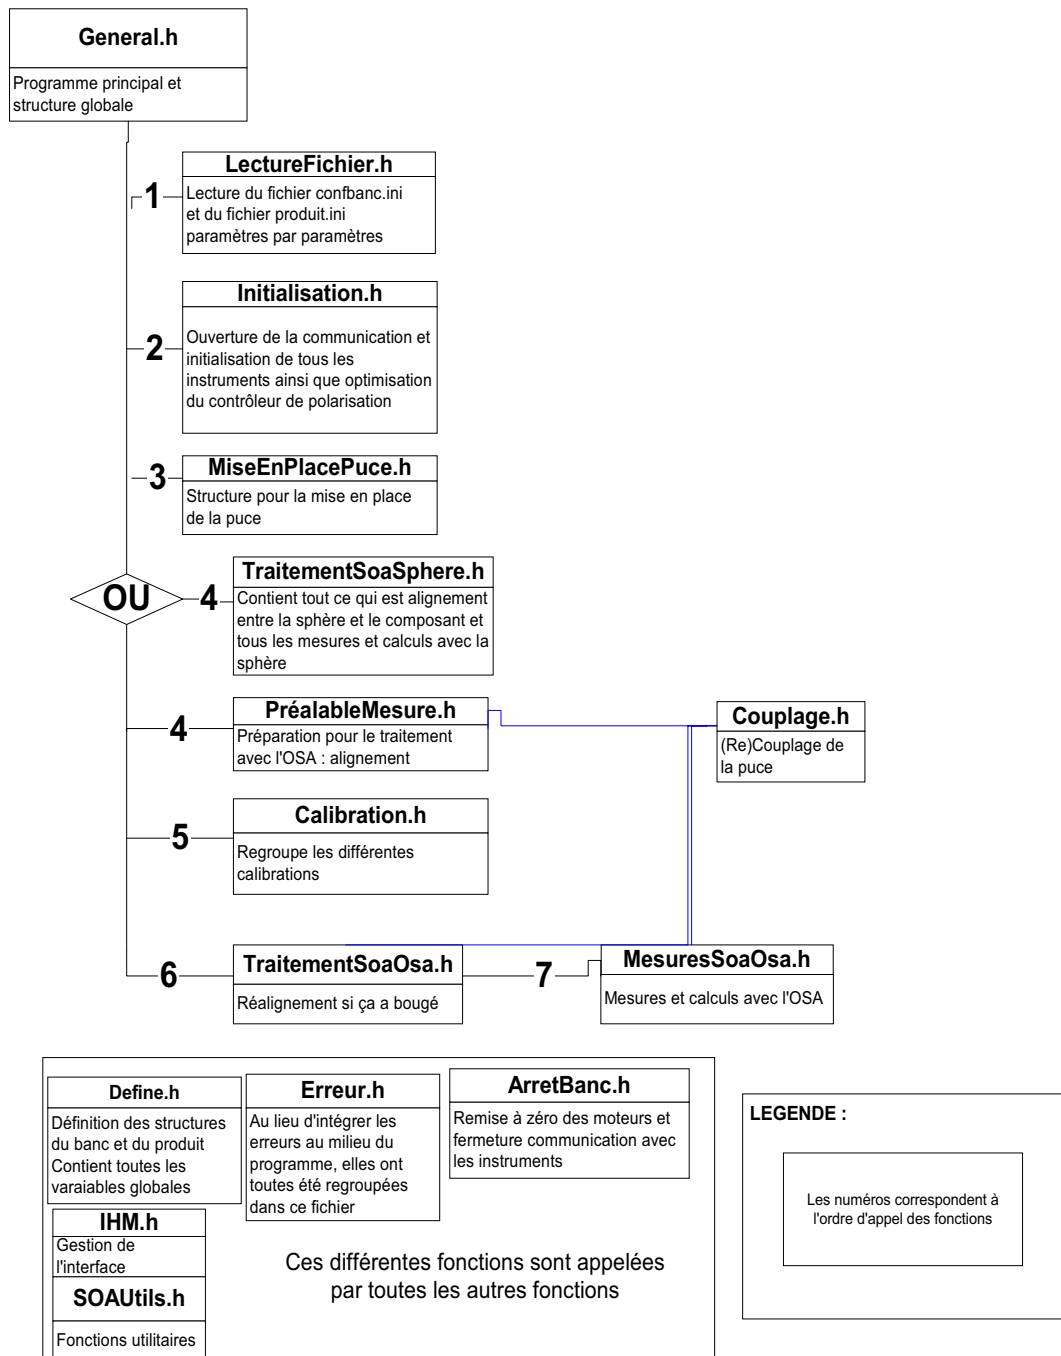 General.h
Programme principal et
structure globale
1
LectureFichier.h
Lecture du fichier confbanc.ini
et du fichier produit.ini
paramètres par paramètres
2
Initialisation.h
Ouverture de la communication et
initialisation de tous les
instruments ainsi que optimisation
du contrôleur de polarisation
3
MiseEnPlacePuce.h
Structure pour la mise en place
de la puce
OU
4
TraitementSoaSphere.h
Contient tout ce qui est alignement
entre la sphère et le composant et
tous les mesures et calculs avec la
sphère
4
PréalableMesure.h
Préparation pour le traitement
avec l'OSA : alignement
Couplage.h
(Re)Couplage de
la puce
5
Calibration.h
Regroupe les différentes
calibrations
6
TraitementSoaOsa.h
Réalignement si ça a bougé
7
MesuresSoaOsa.h
Mesures et calculs avec l'OSA
Define.h
Définition des structures
du banc et du produit
Contient toutes les
varaiables globales
Erreur.h
Au lieu d'intégrer les
erreurs au milieu du
programme, elles ont
toutes été regroupées
dans ce fichier
ArretBanc.h
Remise à zéro des moteurs et
fermeture communication avec
les instruments
IHM.h
Gestion de
l'interface
SOAUtils.h
Fonctions utilitaires
Ces différentes fonctions sont appelées
par toutes les autres fonctions
LEGENDE :
Les numéros correspondent à
l'ordre d'appel des fonctions